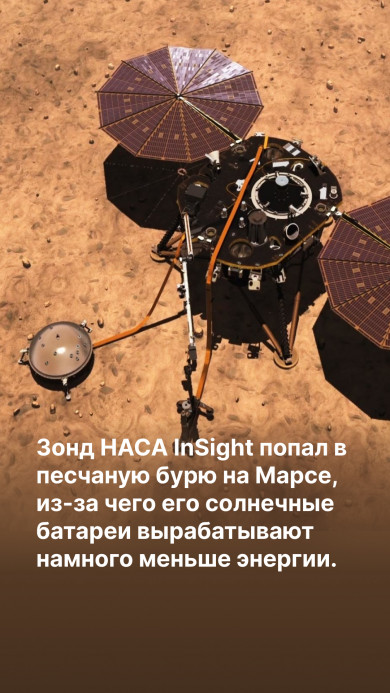 Зонд НАСА InSight попал в
песчаную бурю на Марсе,
из-за чего его солнечные
батареи вырабатывают
намного меньше энергии.